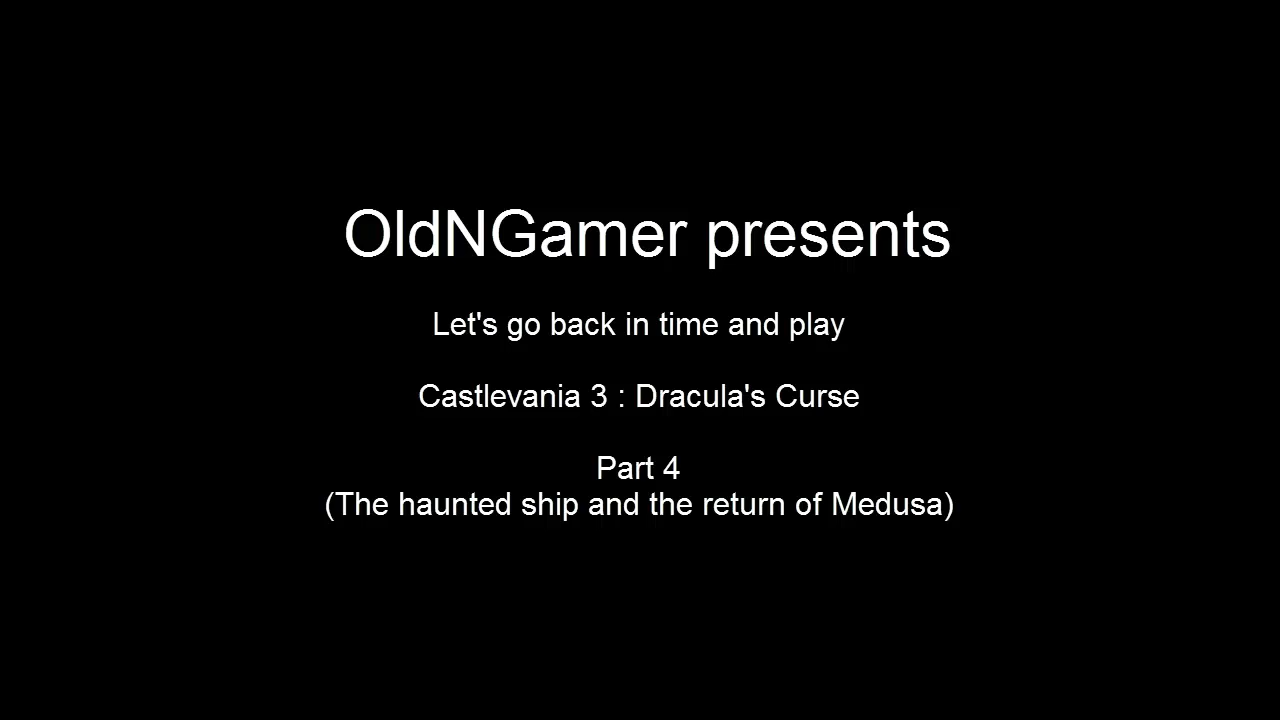 OldNGamer presents
Let's go back in time and play
Castlevania 3 : Dracula's Curse
Part 4
(The haunted ship and the return of Medusa)